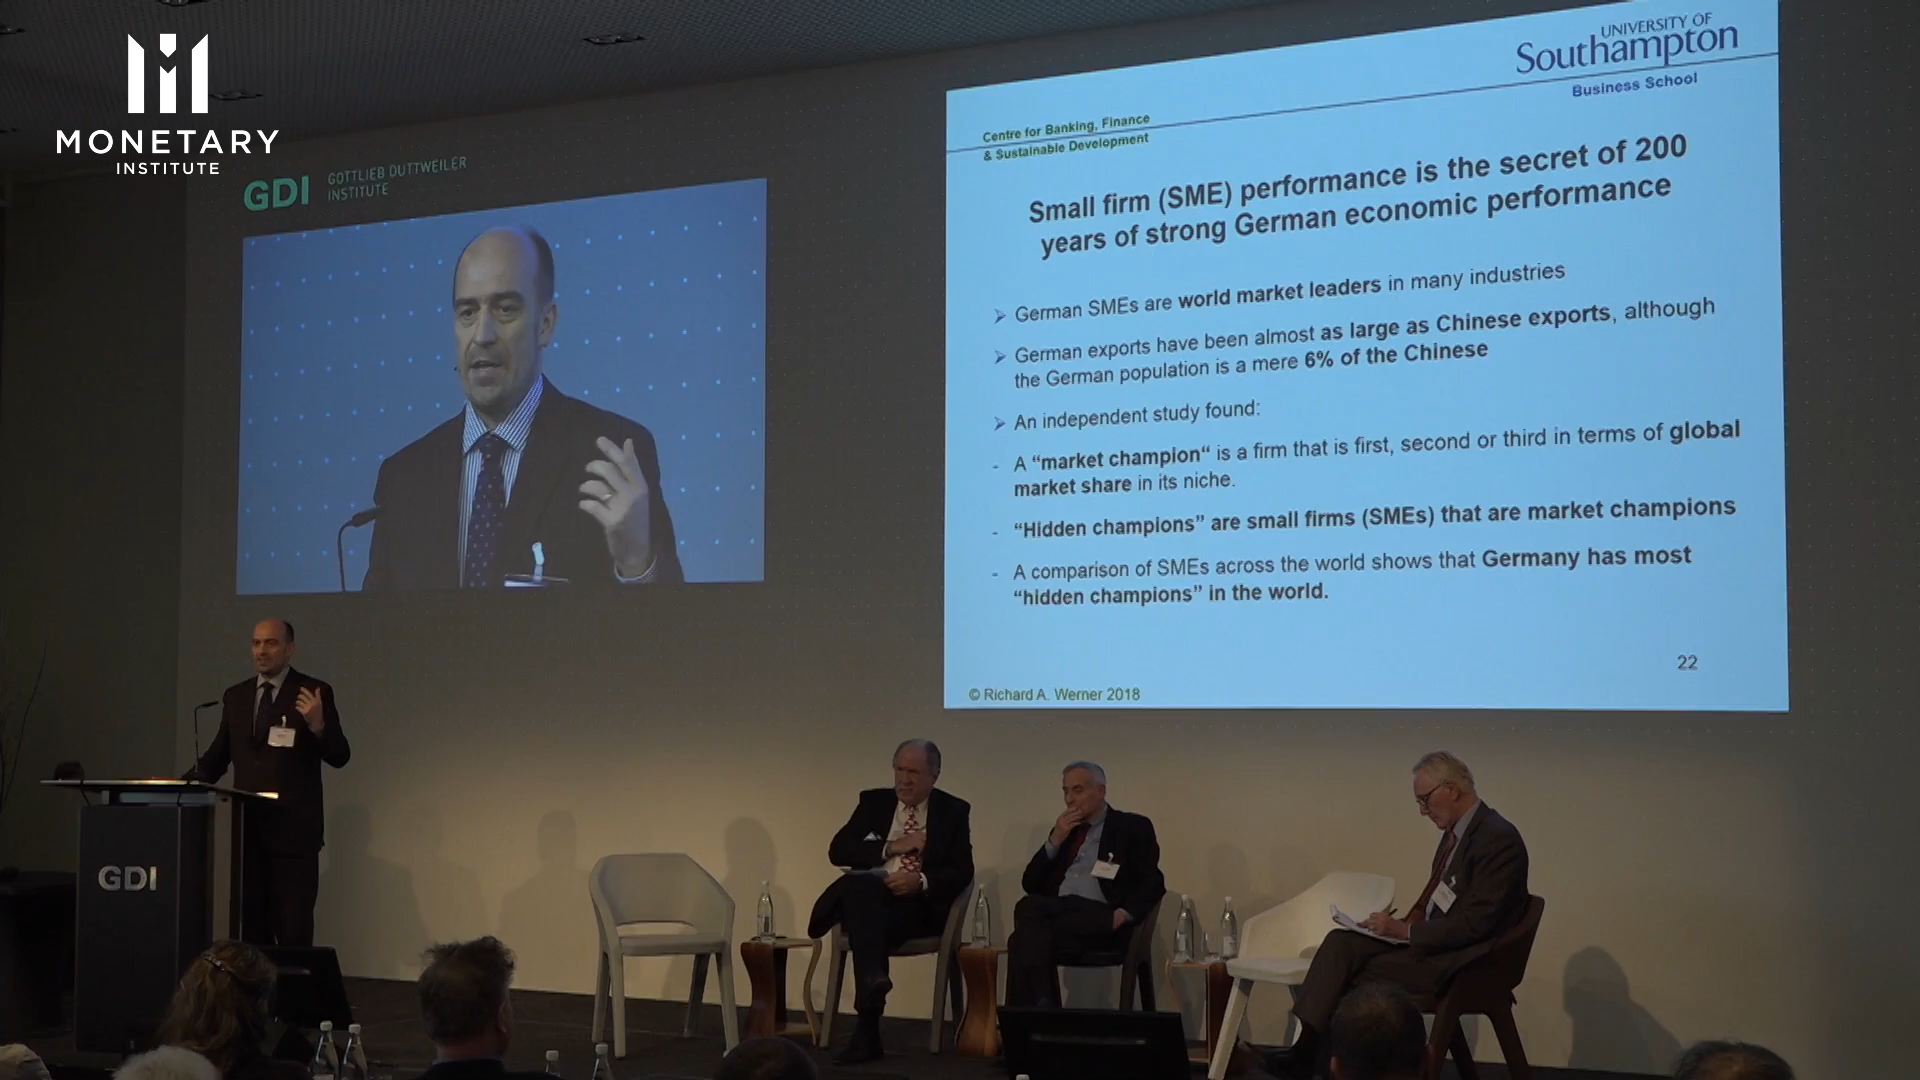 MONETARY
INSTITUTE
GDI
GOTTLIEB DUTTWEILER
INSTITUTE
UNIVERSITY OF
Southampton
Business School
Centre for Banking, Finance
& Sustainable Development
Small firm (SME) performance is the secret of 200
years of strong German economic performance
German SMEs are world market leaders in many industries
German exports have been almost as large as Chinese exports, although
the German population is a mere 6% of the Chinese
An independent study found:
- A “market champion“ is a firm that is first, second or third in terms of global
market share in its niche.
- “Hidden champions” are small firms (SMEs) that are market champions
- A comparison of SMEs across the world shows that Germany has most
“hidden champions” in the world.
22
© Richard A. Werner 2018
GDI